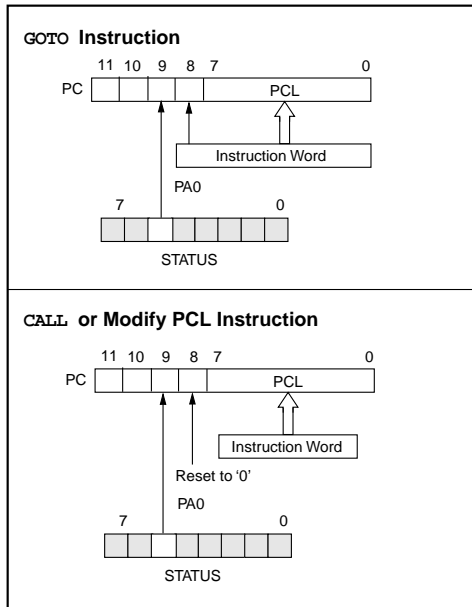 GOTO Instruction
11 10 9 8 7 0
PC PCL
Instruction Word
PA0
7 0
STATUS
CALL or Modify PCL Instruction
11 10 9 8 7 0
PC PCL
Instruction Word
Reset to ‘0’
PA0
7 0
STATUS